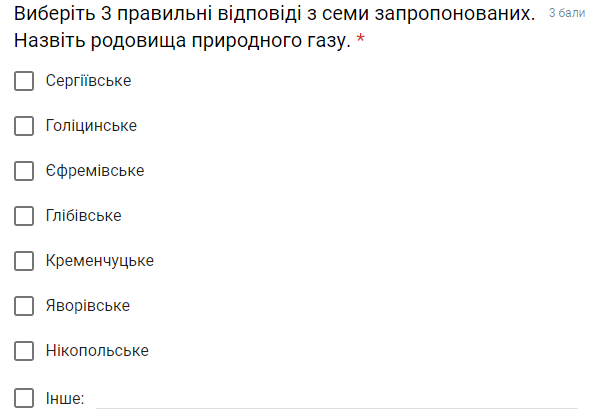 Виберіть 3 правильні відповіді з семи запропонованих. 3 бали
Назвіть родовища природного газу. *
Сергіївське
Голіцинське
Єфремівське
Глібівське
Кременчуцьке
Яворівське
Нікопольське
Інше: